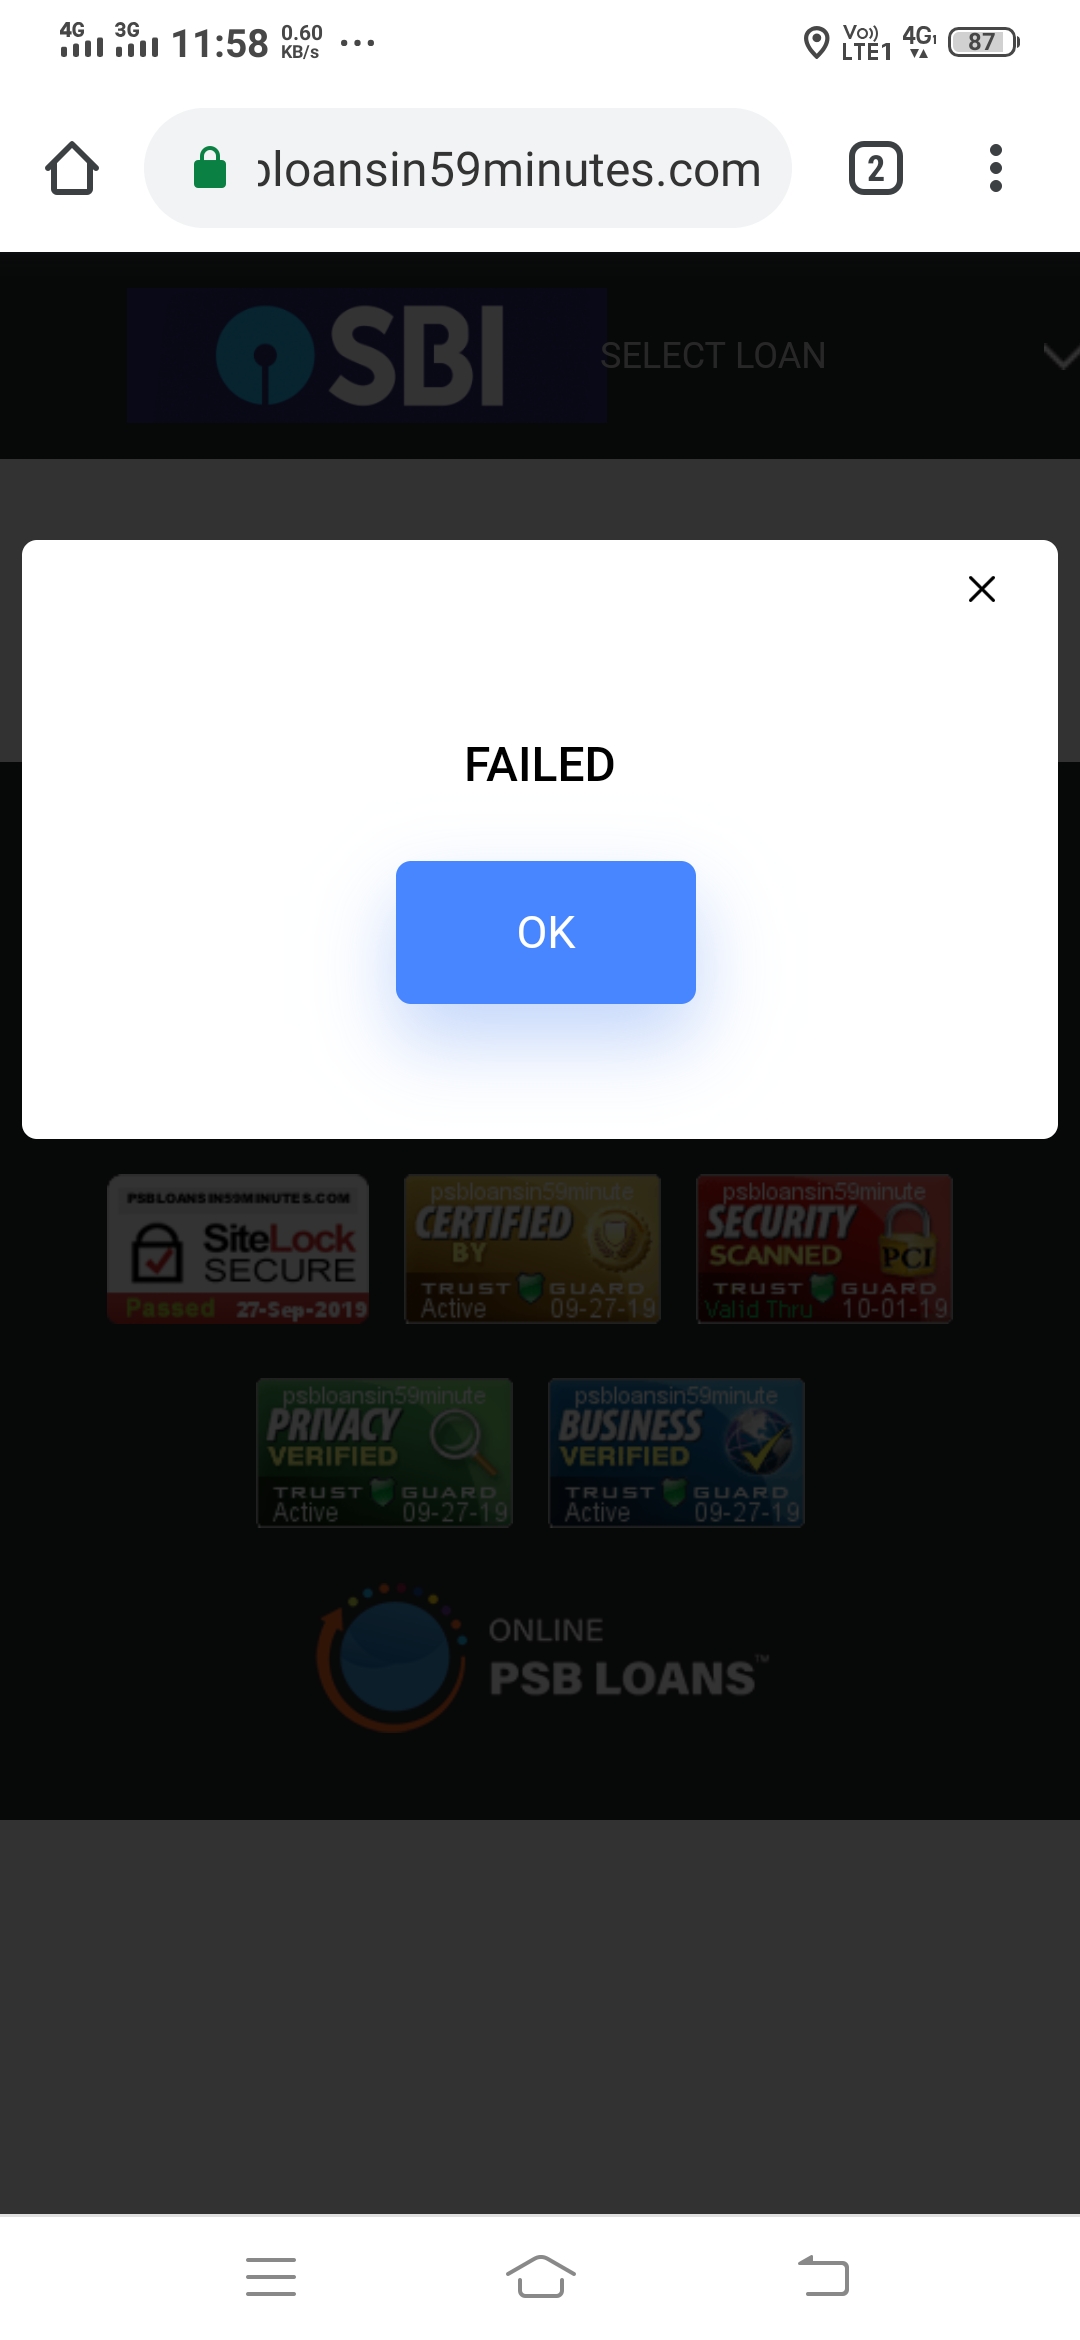 4G 3G 11:58 0.60 KB/s ... Vo)) LTE1 4G1 87
bloansin59minutes.com 2
SBI SELECT LOAN
FAILED
OK
PSBLOANSIN59MINUTES.COM
SiteLock
SECURE
Passed 27-Sep-2019
psbloansin59minute
CERTIFIED
BY
TRUST GUARD
Active 09-27-19
psbloansin59minute
SECURITY
SCANNED
PCI
TRUST GUARD
Valid Thru 10-01-19
psbloansin59minute
PRIVACY
VERIFIED
TRUST GUARD
Active 09-27-19
psbloansin59minute
BUSINESS
VERIFIED
TRUST GUARD
Active 09-27-19
ONLINE
PSB LOANS™